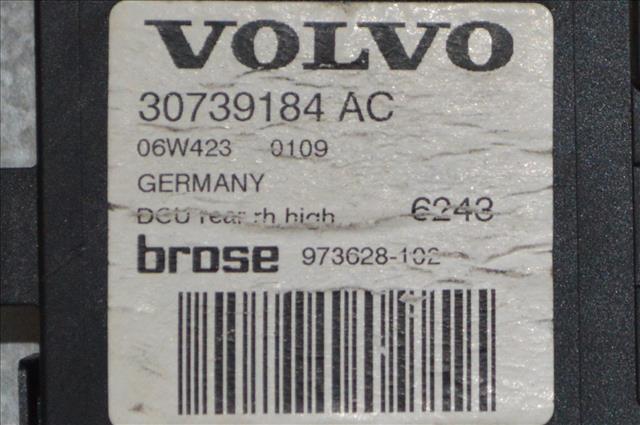 VOLVO
30739184 AC
06W423 0109
GERMANY
DCU rear rh high 6243
brose 973628-102